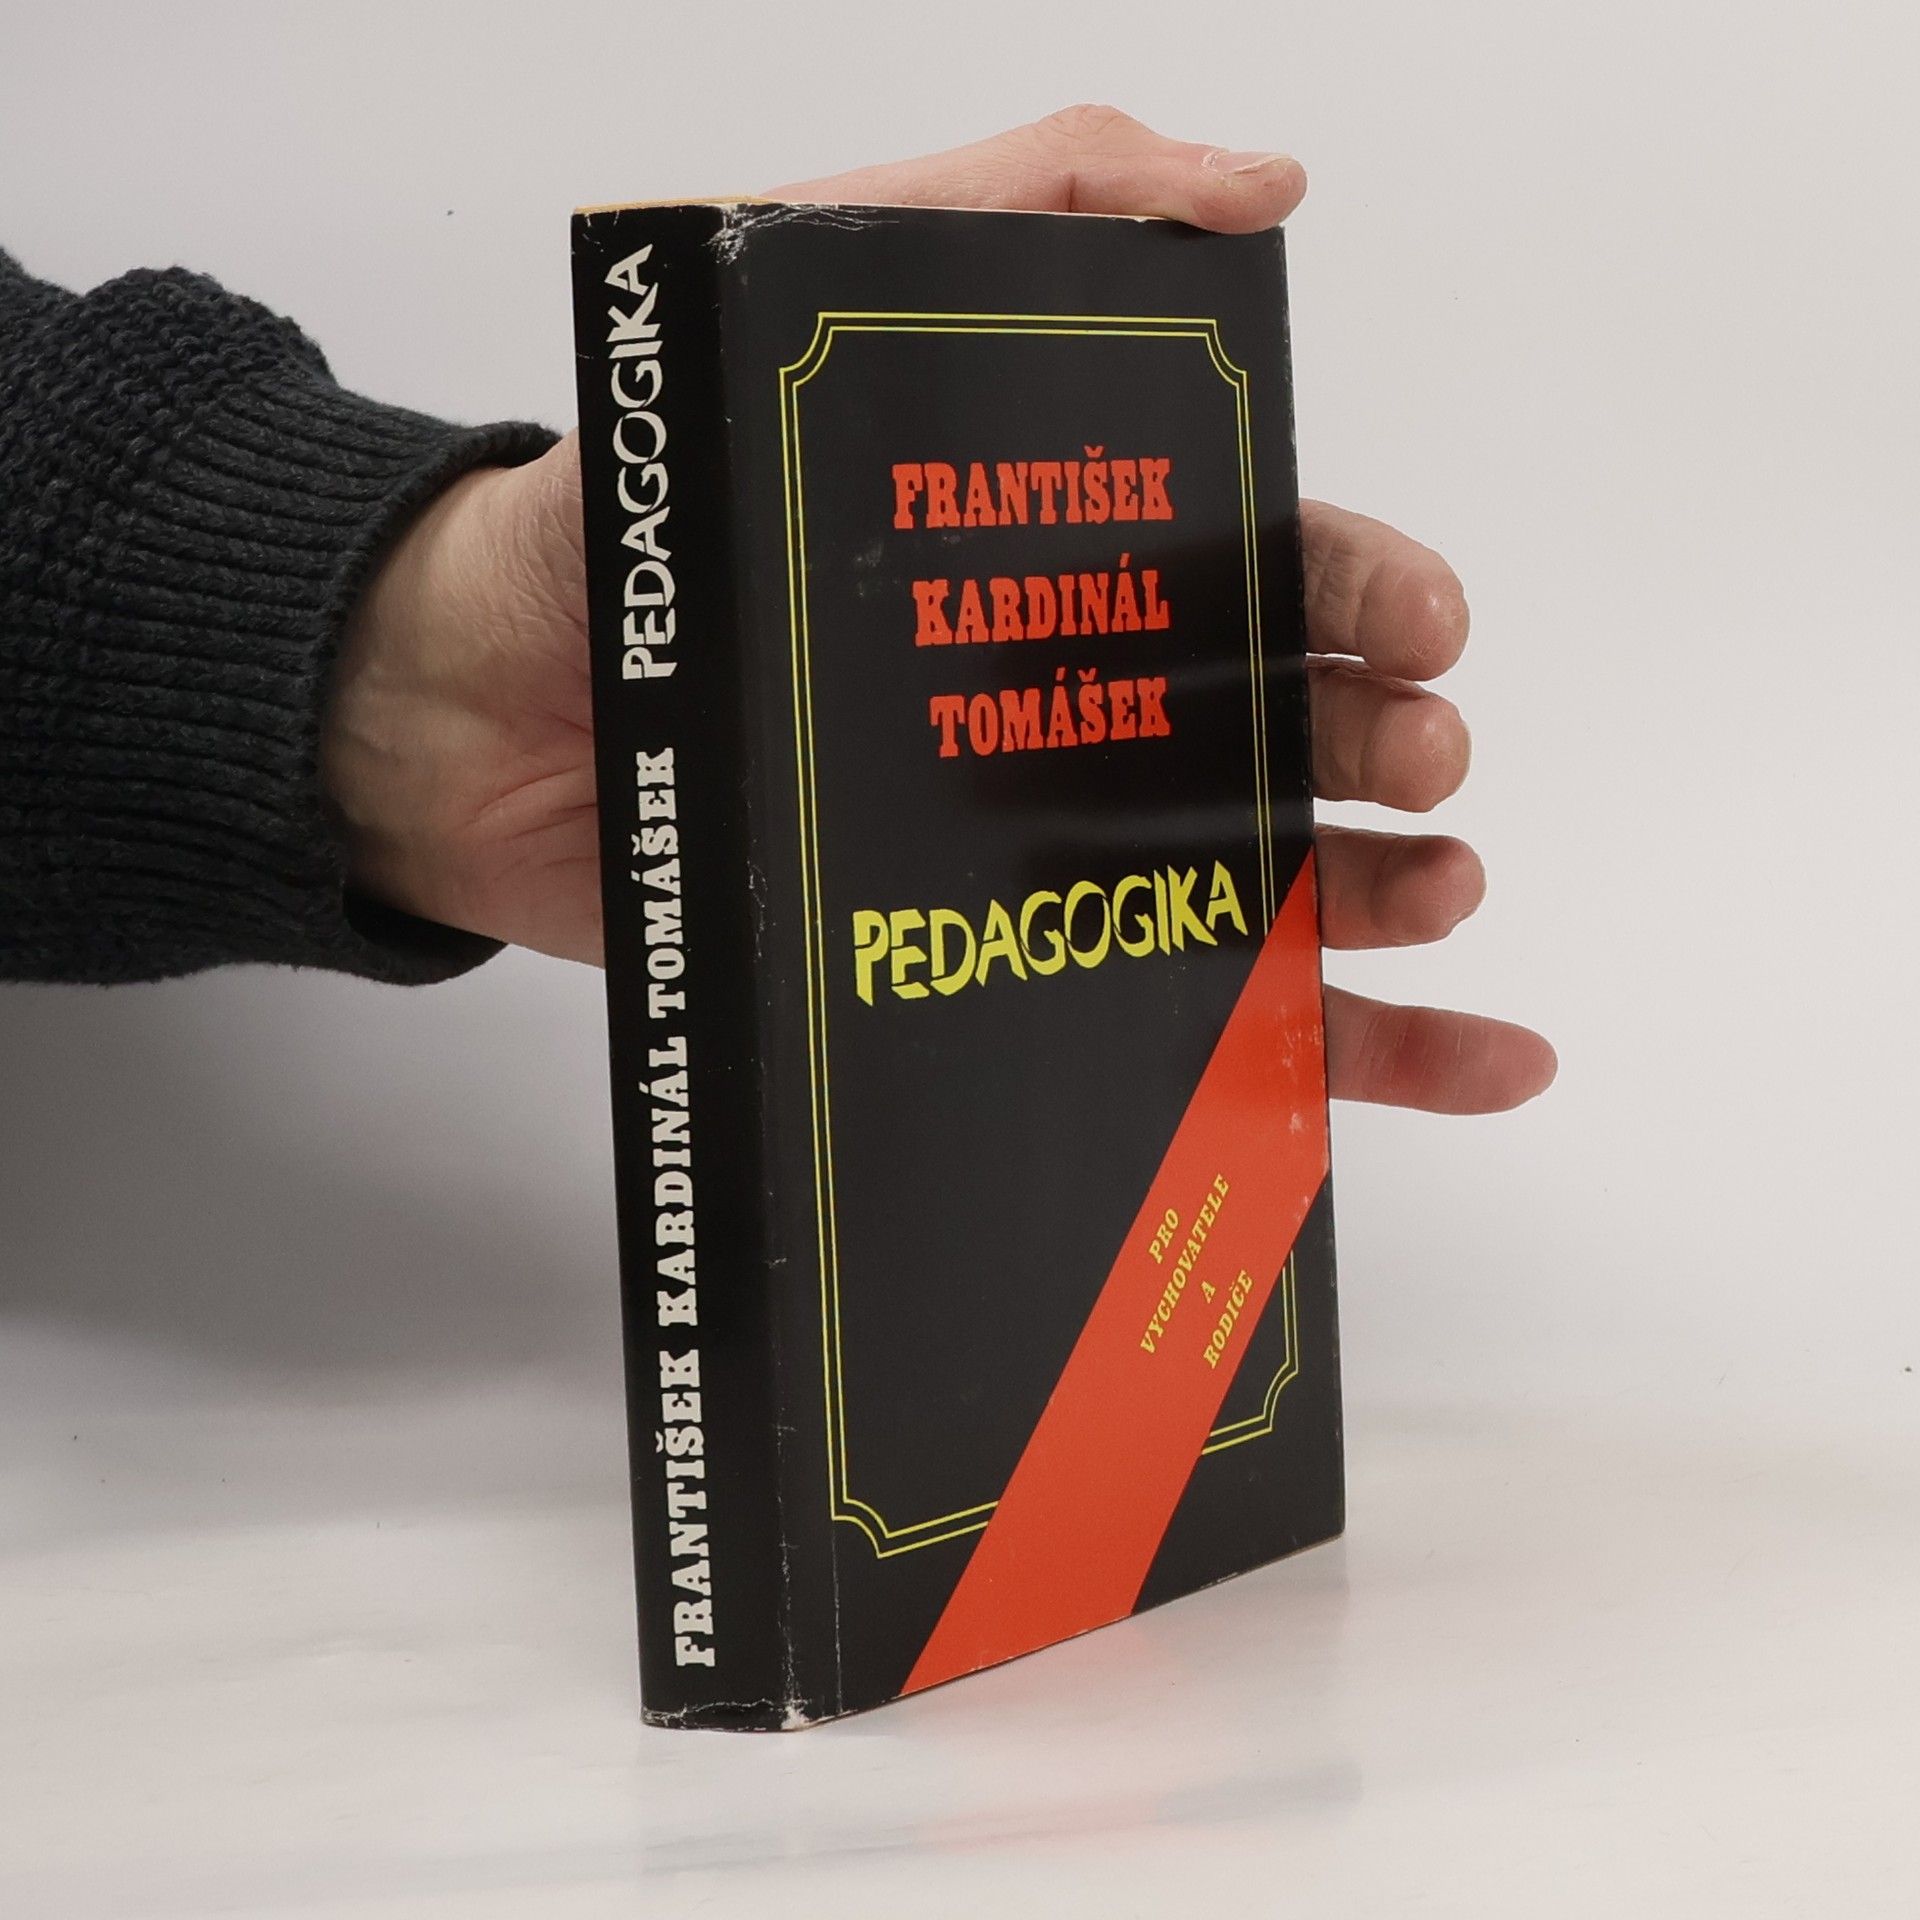 FRANTIŠEK KARDINÁL TOMÁŠEK PEDAGOGIKA
FRANTIŠEK
KARDINÁL
TOMÁŠEK
PEDAGOGIKA
PRO
VYCHOVATELE
A
RODIČE